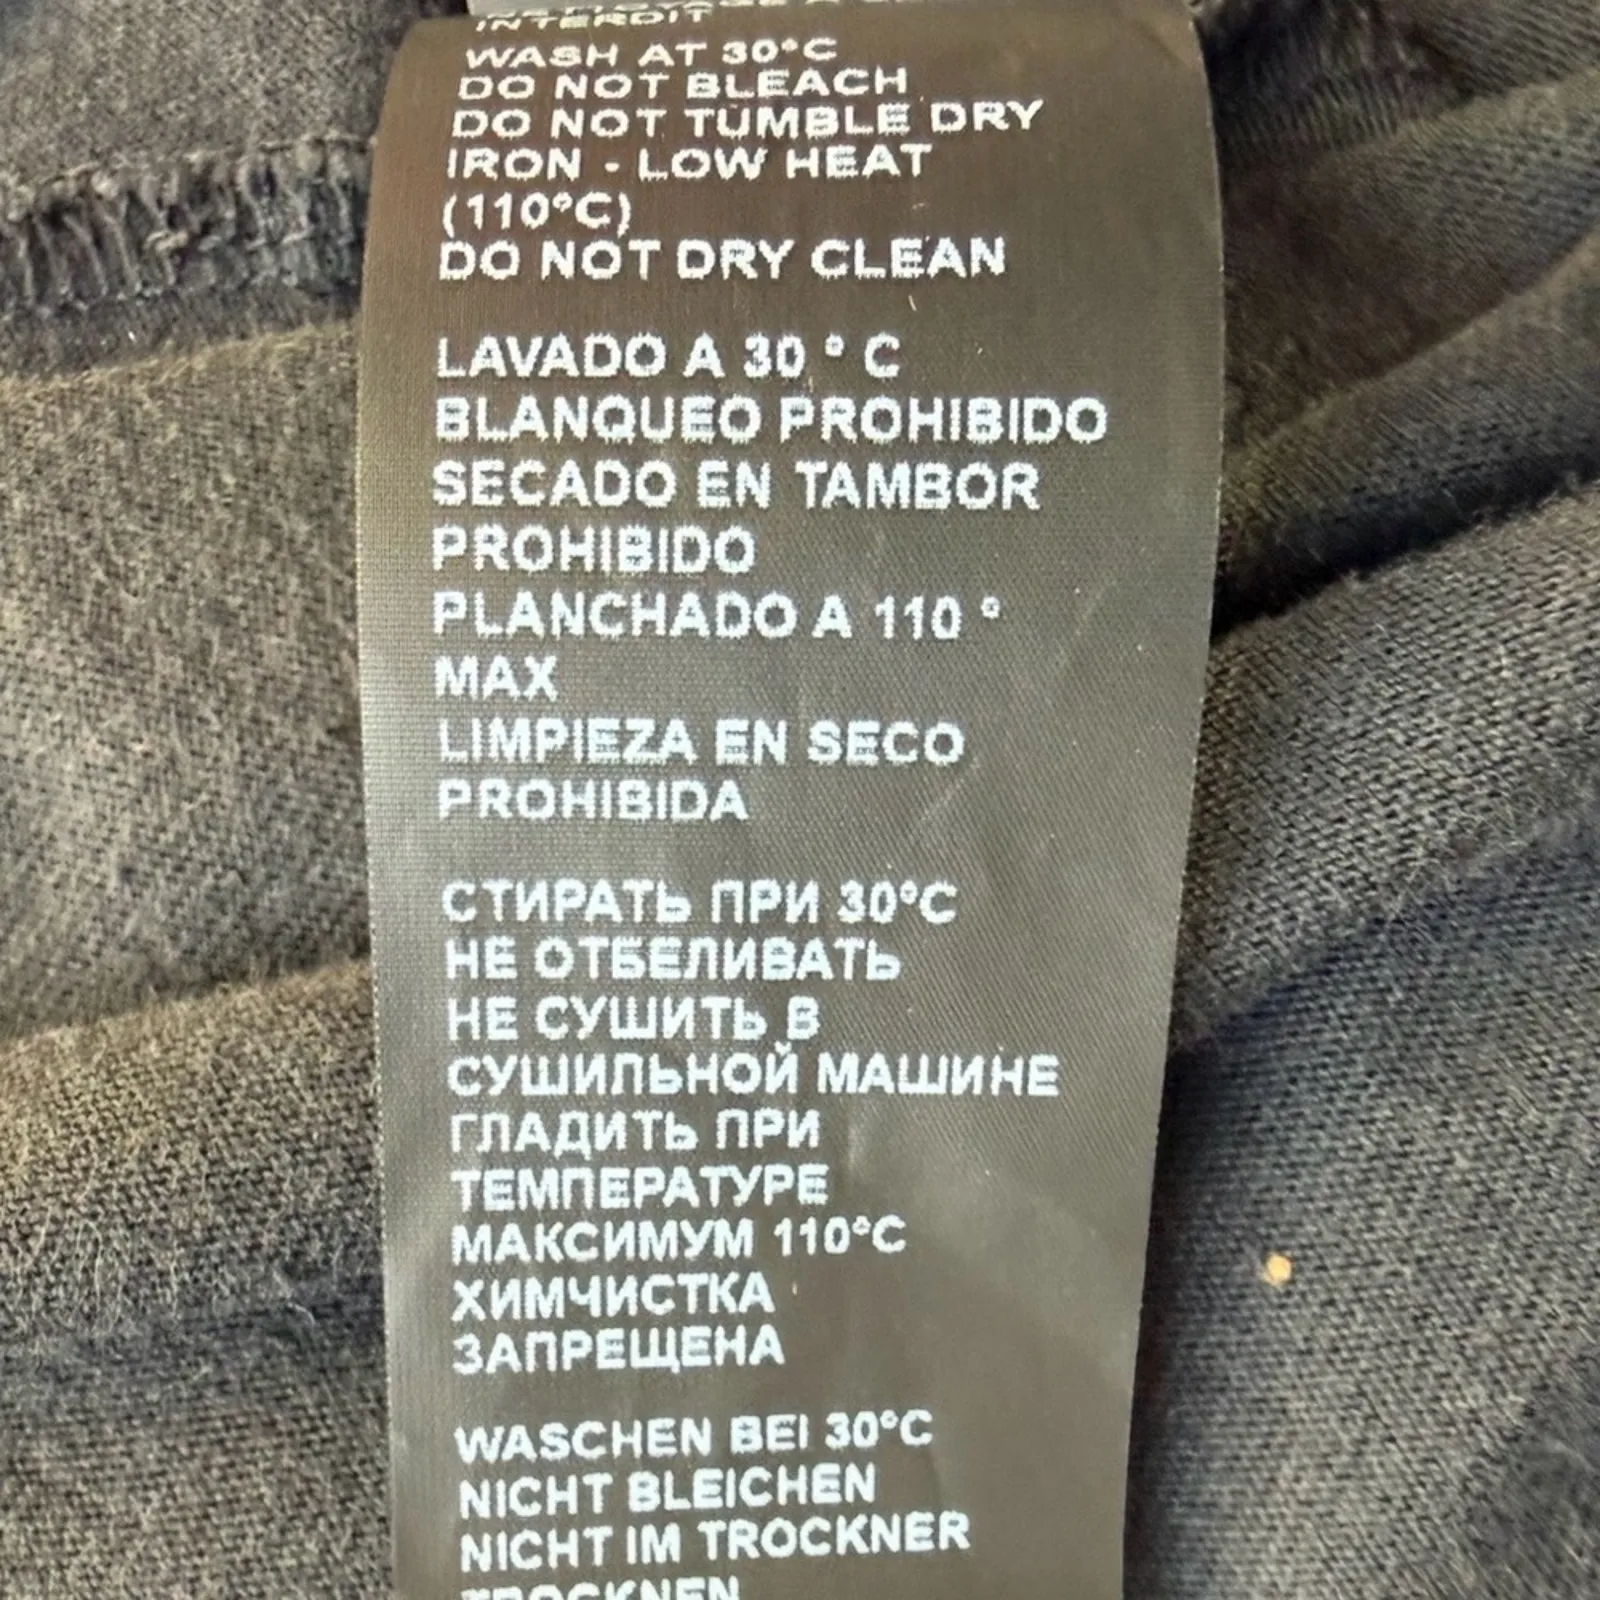 INTERDIT
WASH AT 30°C
DO NOT BLEACH
DO NOT TUMBLE DRY
IRON - LOW HEAT
(110°C)
DO NOT DRY CLEAN
LAVADO A 30 ° C
BLANQUEO PROHIBIDO
SECADO EN TAMBOR
PROHIBIDO
PLANCHADO A 110 °
MAX
LIMPIEZA EN SECO
PROHIBIDA
СТИРАТЬ ПРИ 30°C
НЕ ОТБЕЛИВАТЬ
НЕ СУШИТЬ В
СУШИЛЬНОЙ МАШИНЕ
ГЛАДИТЬ ПРИ
ТЕМПЕРАТУРЕ
МАКСИМУМ 110°C
ХИМЧИСТКА
ЗАПРЕЩЕНА
WASCHEN BEI 30°C
NICHT BLEICHEN
NICHT IM TROCKNER
TROCKNEN